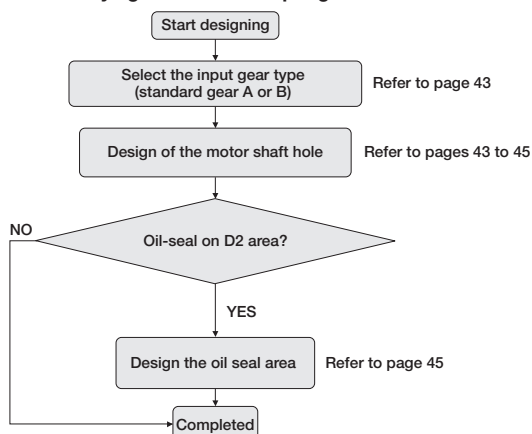 Start designing
Select the input gear type
(standard gear A or B)
Refer to page 43
Design of the motor shaft hole
Refer to pages 43 to 45
Oil-seal on D2 area?
NO
YES
Design the oil seal area
Refer to page 45
Completed